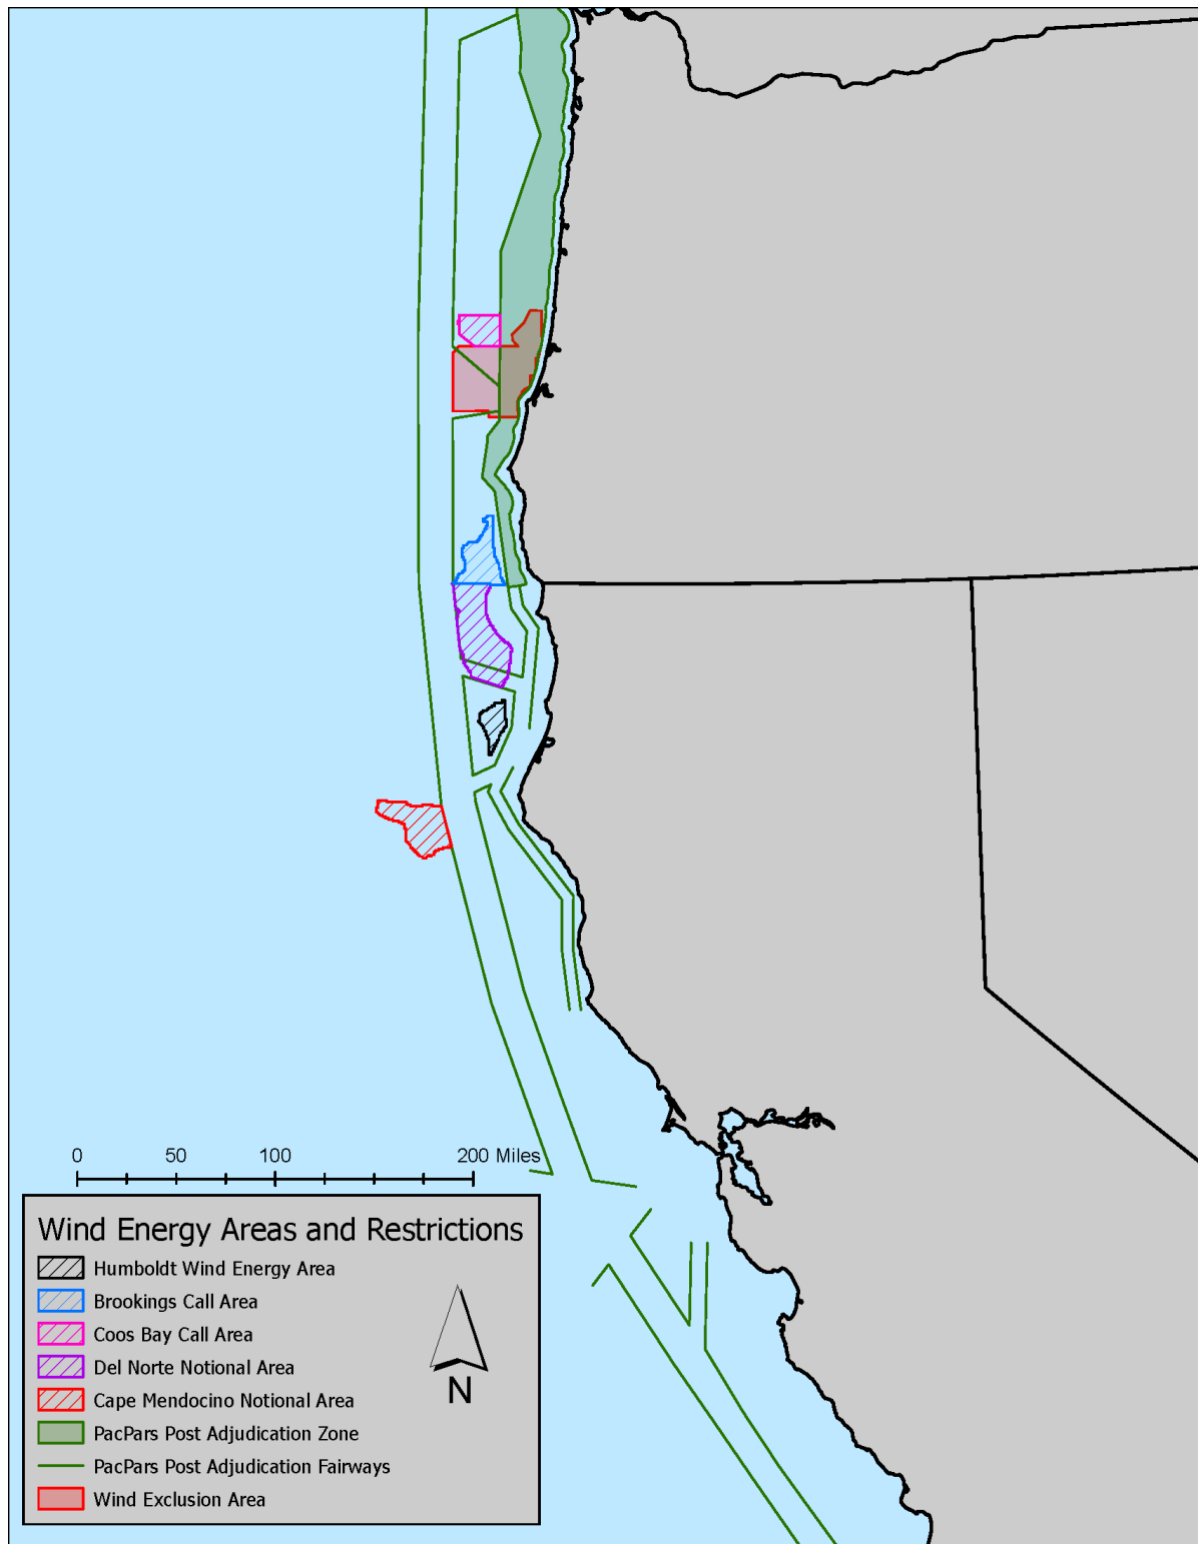 0 50 100 200 Miles
Wind Energy Areas and Restrictions
Humboldt Wind Energy Area
Brookings Call Area
Coos Bay Call Area
Del Norte Notional Area
Cape Mendocino Notional Area
PacPars Post Adjudication Zone
PacPars Post Adjudication Fairways
Wind Exclusion Area
N